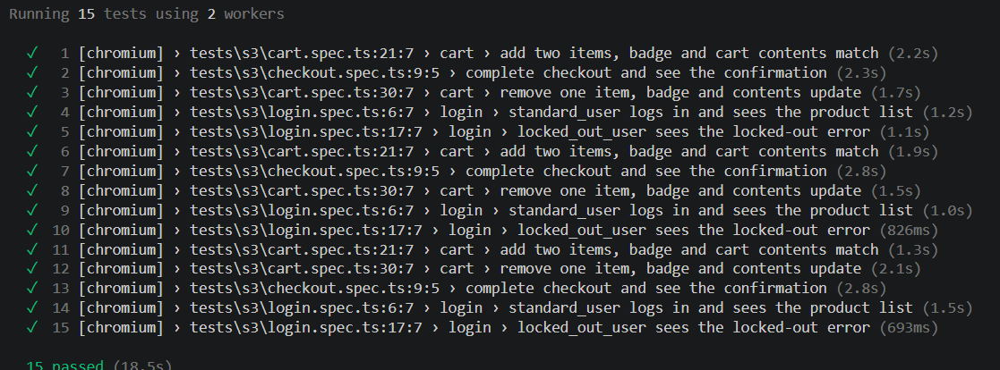 Running 15 tests using 2 workers
✓ 1 [chromium] › tests\s3\cart.spec.ts:21:7 › cart › add two items, badge and cart contents match (2.2s)
✓ 2 [chromium] › tests\s3\checkout.spec.ts:9:5 › complete checkout and see the confirmation (2.3s)
✓ 3 [chromium] › tests\s3\cart.spec.ts:30:7 › cart › remove one item, badge and contents update (1.7s)
✓ 4 [chromium] › tests\s3\login.spec.ts:6:7 › login › standard_user logs in and sees the product list (1.2s)
✓ 5 [chromium] › tests\s3\login.spec.ts:17:7 › login › locked_out_user sees the locked-out error (1.1s)
✓ 6 [chromium] › tests\s3\cart.spec.ts:21:7 › cart › add two items, badge and cart contents match (1.9s)
✓ 7 [chromium] › tests\s3\checkout.spec.ts:9:5 › complete checkout and see the confirmation (2.8s)
✓ 8 [chromium] › tests\s3\cart.spec.ts:30:7 › cart › remove one item, badge and contents update (1.5s)
✓ 9 [chromium] › tests\s3\login.spec.ts:6:7 › login › standard_user logs in and sees the product list (1.0s)
✓ 10 [chromium] › tests\s3\login.spec.ts:17:7 › login › locked_out_user sees the locked-out error (826ms)
✓ 11 [chromium] › tests\s3\cart.spec.ts:21:7 › cart › add two items, badge and cart contents match (1.3s)
✓ 12 [chromium] › tests\s3\cart.spec.ts:30:7 › cart › remove one item, badge and contents update (2.1s)
✓ 13 [chromium] › tests\s3\checkout.spec.ts:9:5 › complete checkout and see the confirmation (2.8s)
✓ 14 [chromium] › tests\s3\login.spec.ts:6:7 › login › standard_user logs in and sees the product list (1.5s)
✓ 15 [chromium] › tests\s3\login.spec.ts:17:7 › login › locked_out_user sees the locked-out error (693ms)
15 passed (18.5s)